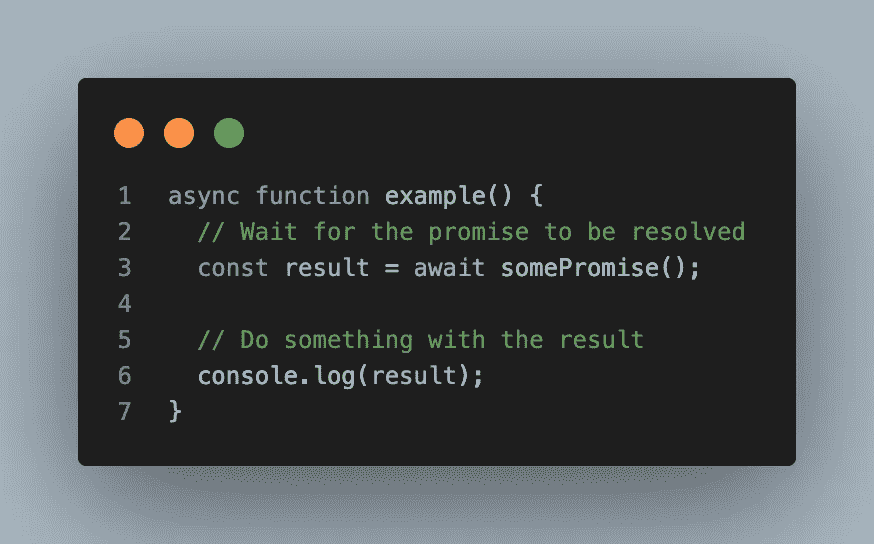 1 async function example() {
2 // Wait for the promise to be resolved
3 const result = await somePromise();
4
5 // Do something with the result
6 console.log(result);
7 }